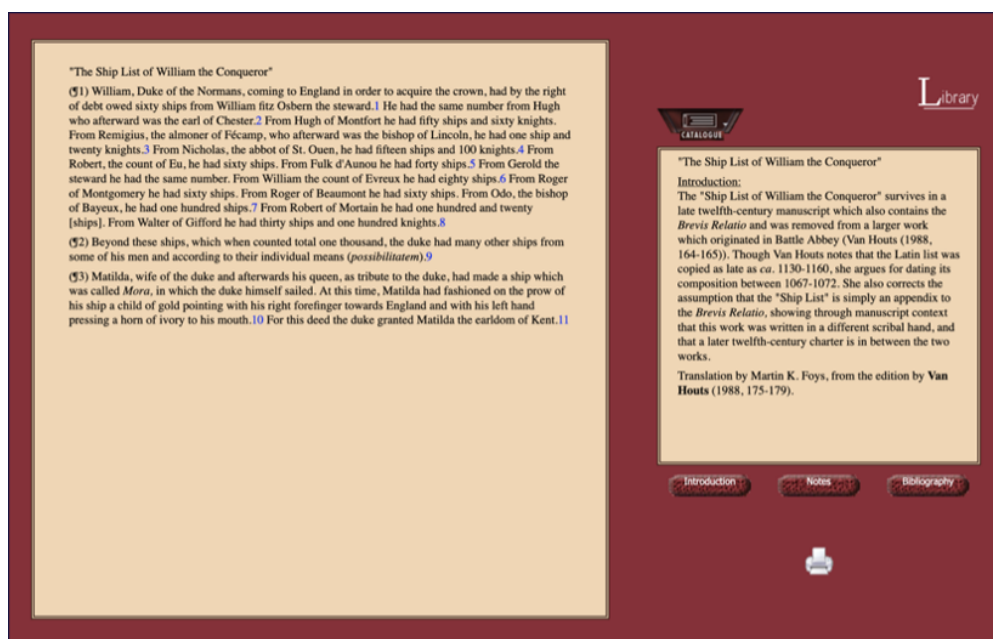 "The Ship List of William the Conqueror"
(¶1) William, Duke of the Normans, coming to England in order to acquire the crown, had by the right
of debt owed sixty ships from William fitz Osbern the steward.1 He had the same number from Hugh
who afterward was the earl of Chester.2 From Hugh of Montfort he had fifty ships and sixty knights.
From Remigius, the almoner of Fécamp, who afterward was the bishop of Lincoln, he had one ship and
twenty knights.3 From Nicholas, the abbot of St. Ouen, he had fifteen ships and 100 knights.4 From
Robert, the count of Eu, he had sixty ships. From Fulk d'Aunou he had forty ships.5 From Gerold the
steward he had the same number. From William the count of Evreux he had eighty ships.6 From Roger
of Montgomery he had sixty ships. From Roger of Beaumont he had sixty ships. From Odo, the bishop
of Bayeux, he had one hundred ships.7 From Robert of Mortain he had one hundred and twenty
[ships]. From Walter of Gifford he had thirty ships and one hundred knights.8
(¶2) Beyond these ships, which when counted total one thousand, the duke had many other ships from
some of his men and according to their individual means (possibilitatem).9
(¶3) Matilda, wife of the duke and afterwards his queen, as tribute to the duke, had made a ship which
was called Mora, in which the duke himself sailed. At this time, Matilda had fashioned on the prow of
his ship a child of gold pointing with his right forefinger towards England and with his left hand
pressing a horn of ivory to his mouth.10 For this deed the duke granted Matilda the earldom of Kent.11
Library
CATALOGUE
"The Ship List of William the Conqueror"
Introduction:
The "Ship List of William the Conqueror" survives in a
late twelfth-century manuscript which also contains the
Brevis Relatio and was removed from a larger work
which originated in Battle Abbey (Van Houts (1988,
164-165)). Though Van Houts notes that the Latin list was
copied as late as ca. 1130-1160, she argues for dating its
composition between 1067-1072. She also corrects the
assumption that the "Ship List" is simply an appendix to
the Brevis Relatio, showing through manuscript context
that this work was written in a different scribal hand, and
that a later twelfth-century charter is in between the two
works.
Translation by Martin K. Foys, from the edition by Van
Houts (1988, 175-179).
Introduction
Notes
Bibliography